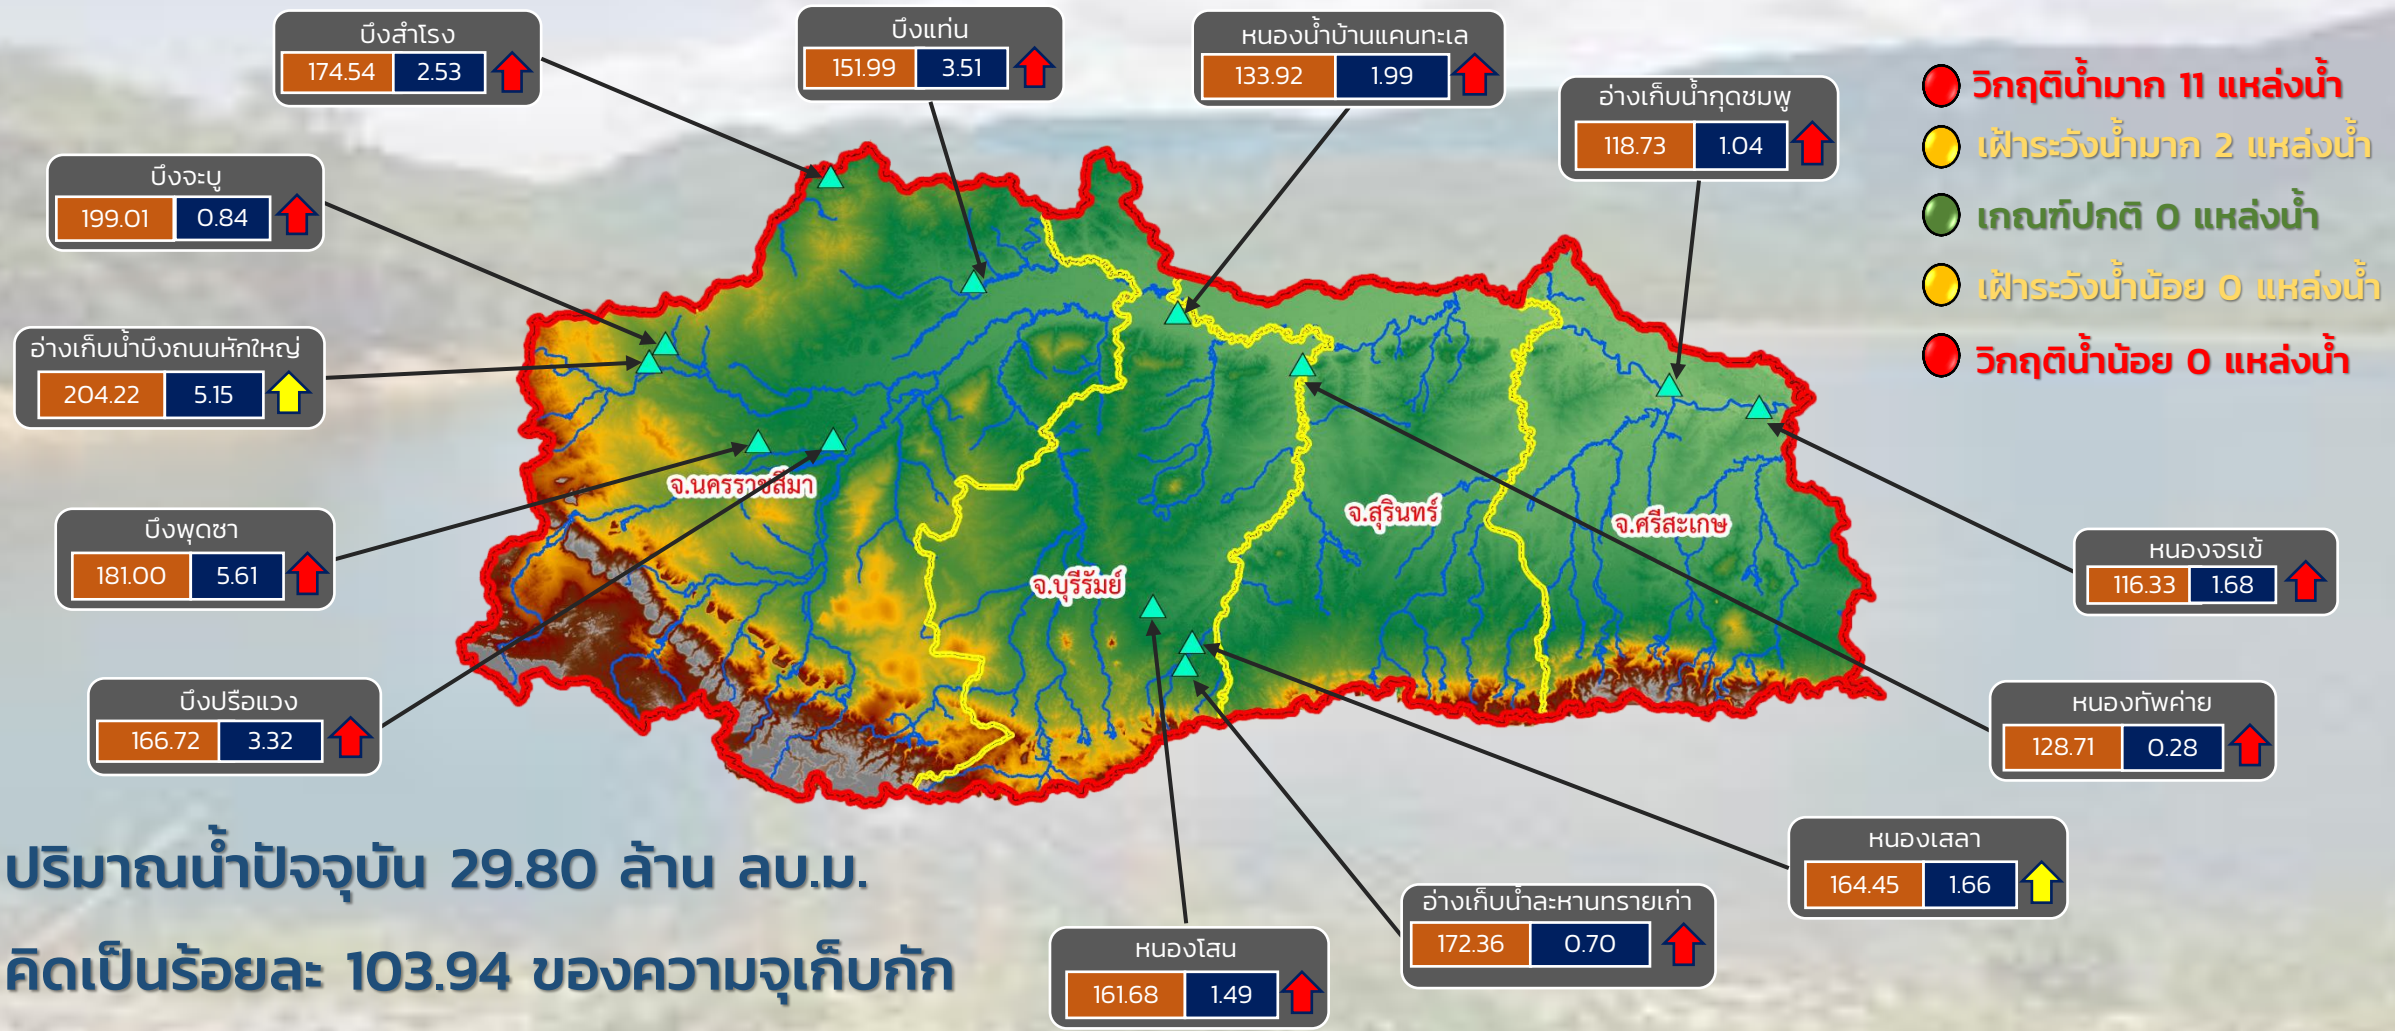 บึงสำโรง
174.54 2.53
บึงแท่น
151.99 3.51
หนองน้ำบ้านแคนทะเล
133.92 1.99
อ่างเก็บน้ำกุดชมพู
118.73 1.04
วิกฤติน้ำมาก 11 แหล่งน้ำ
เฝ้าระวังน้ำมาก 2 แหล่งน้ำ
เกณฑ์ปกติ 0 แหล่งน้ำ
เฝ้าระวังน้ำน้อย 0 แหล่งน้ำ
วิกฤติน้ำน้อย 0 แหล่งน้ำ
บึงจะบู
199.01 0.84
อ่างเก็บน้ำบึงถนนหักใหญ่
204.22 5.15
บึงพุดซา
181.00 5.61
บึงปรือแวง
166.72 3.32
จ.นครราชสีมา
จ.บุรีรัมย์
จ.สุรินทร์
จ.ศรีสะเกษ
หนองจรเข้
116.33 1.68
หนองทัพค่าย
128.71 0.28
หนองเสลา
164.45 1.66
อ่างเก็บน้ำละหานทรายเก่า
172.36 0.70
หนองโสน
161.68 1.49
ปริมาณน้ำปัจจุบัน 29.80 ล้าน ลบ.ม.
คิดเป็นร้อยละ 103.94 ของความจุเก็บกัก